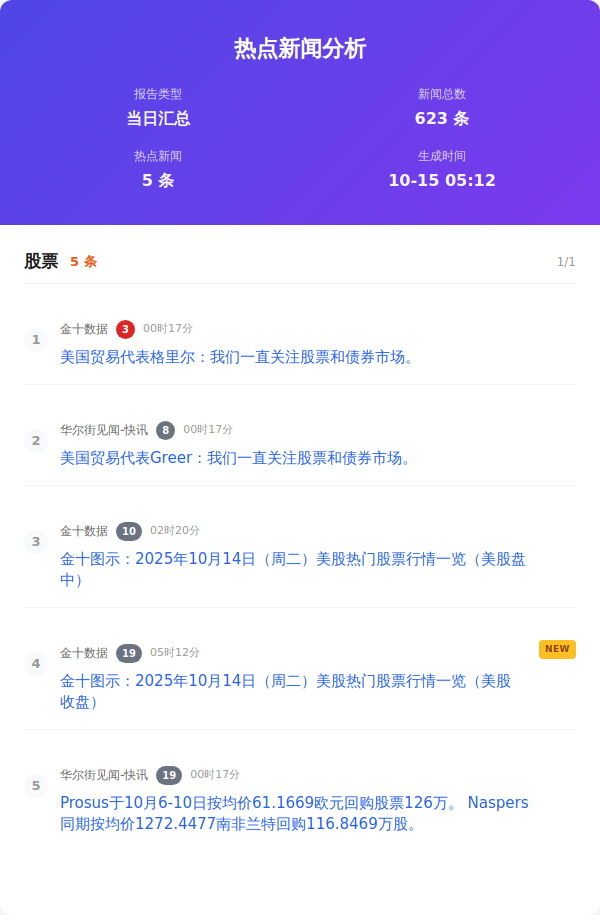 热点新闻分析
报告类型
新闻总数
当日汇总
623 条
热点新闻
生成时间
5 条
10-15 05:12
股票 5 条 1/1
1 金十数据 3 00时17分
美国贸易代表格里尔：我们一直关注股票和债券市场。
2 华尔街见闻-快讯 8 00时17分
美国贸易代表Greer：我们一直关注股票和债券市场。
3 金十数据 10 02时20分
金十图示：2025年10月14日（周二）美股热门股票行情一览（美股盘
中）
4 金十数据 19 05时12分 NEW
金十图示：2025年10月14日（周二）美股热门股票行情一览（美股
收盘）
5 华尔街见闻-快讯 19 00时17分
Prosus于10月6-10日按均价61.1669欧元回购股票126万。 Naspers
同期按均价1272.4477南非兰特回购116.8469万股。